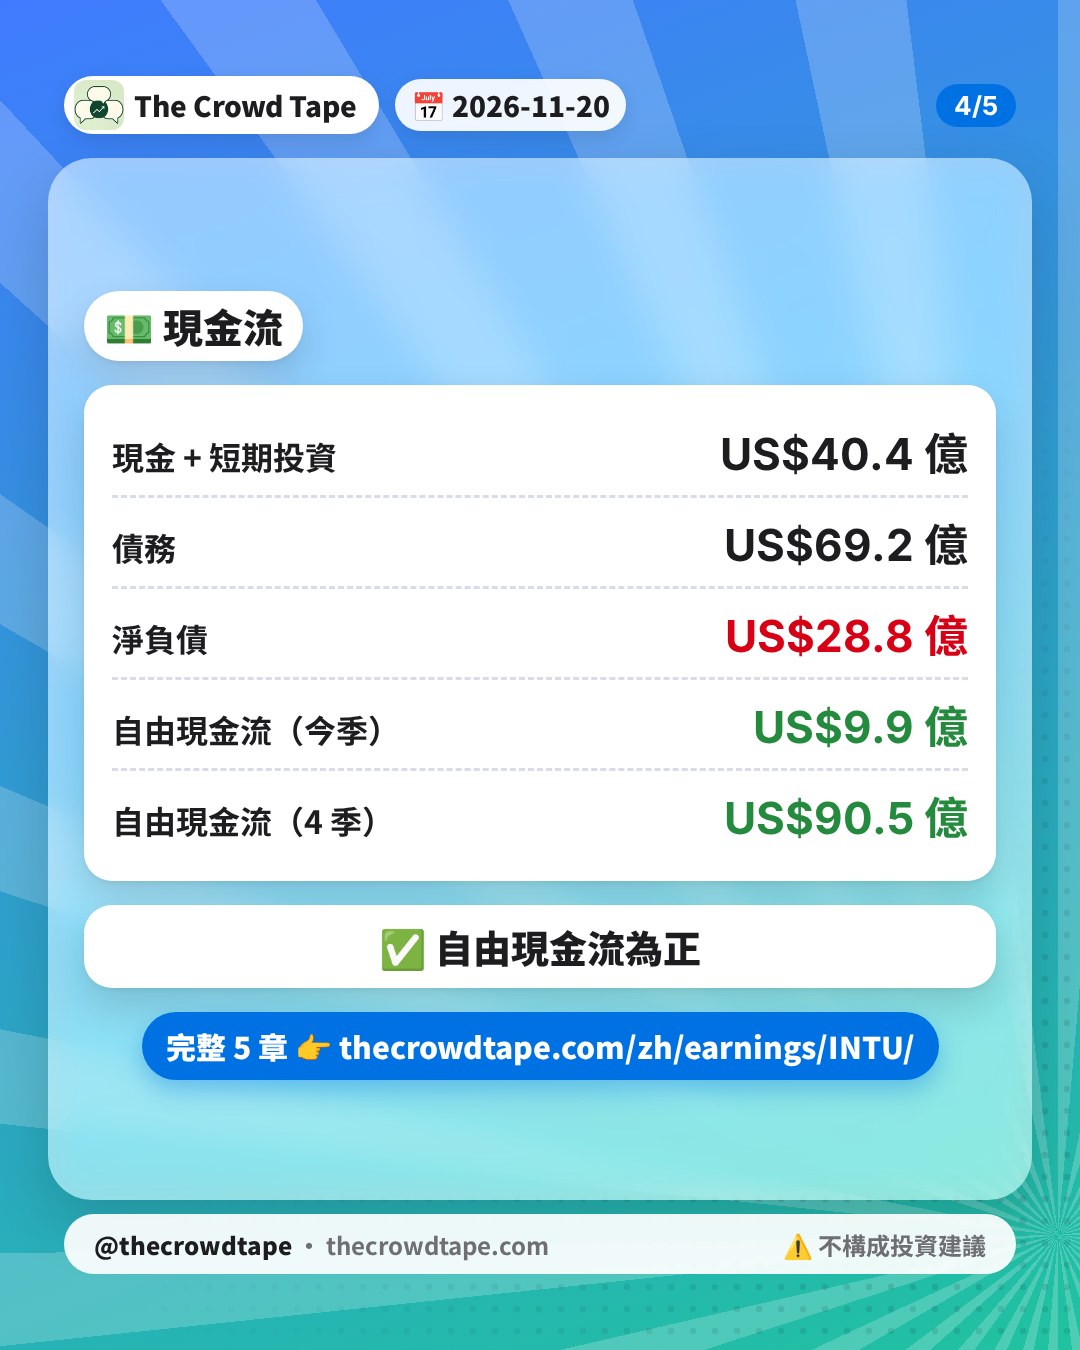 The Crowd Tape
📅 2026-11-20
4/5
💵 現金流
現金 + 短期投資 US$40.4 億
債務 US$69.2 億
淨負債 US$28.8 億
自由現金流（今季） US$9.9 億
自由現金流（4 季） US$90.5 億
✅ 自由現金流為正
完整 5 章 👉 thecrowdtape.com/zh/earnings/INTU/
@thecrowdtape · thecrowdtape.com
⚠️ 不構成投資建議